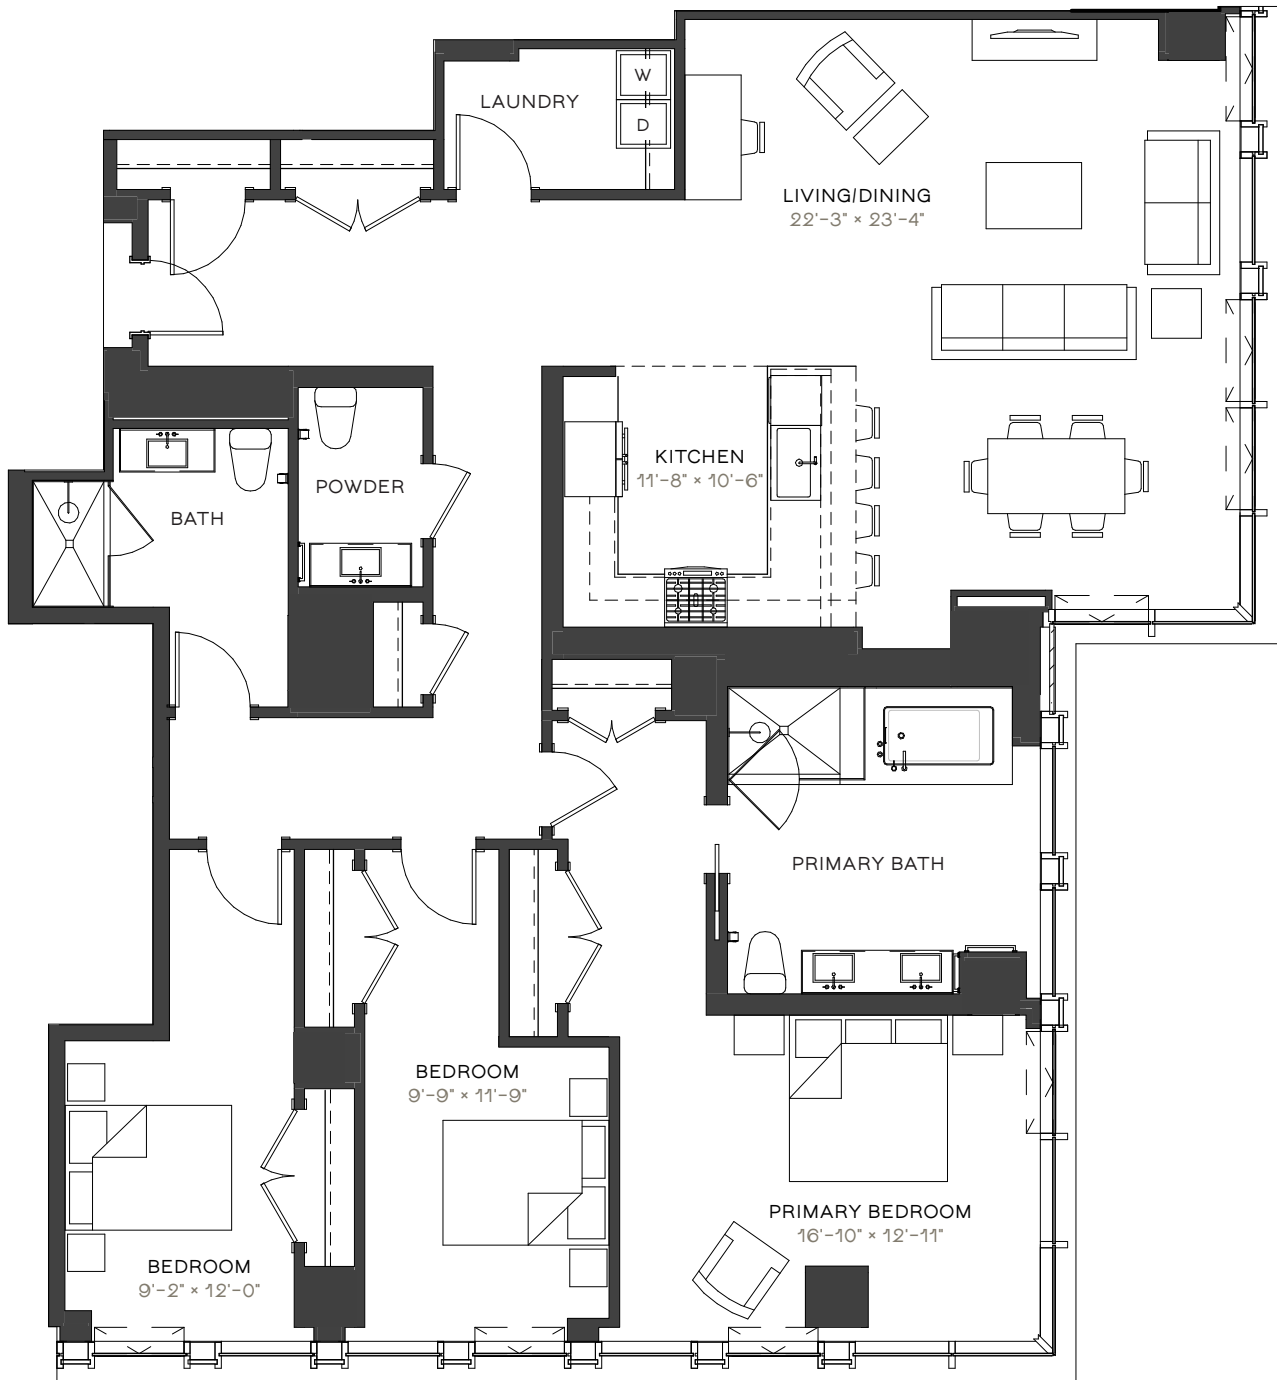 W
LAUNDRY
D
LIVING/DINING
22'-3" × 23'-4"
KITCHEN
11'-8" × 10'-6"
POWDER
BATH
PRIMARY BATH
BEDROOM
9'-9" × 11'-9"
PRIMARY BEDROOM
16'-10" × 12'-11"
BEDROOM
9'-2" × 12'-0"